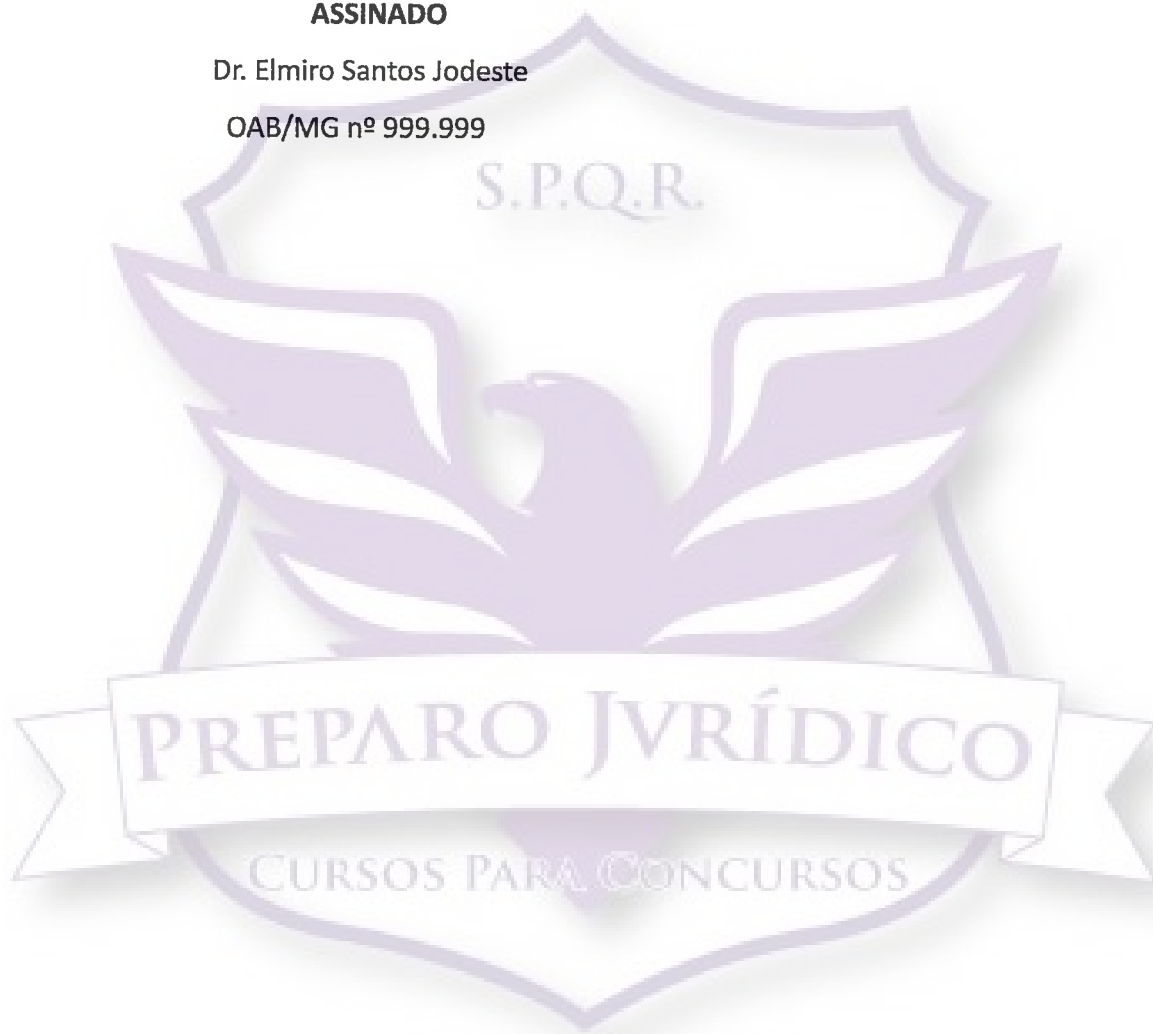 ASSINADO
Dr. Elmiro Santos Jodeste
OAB/MG nº 999.999
S.P.Q.R.
PREPARO JVRÍDICO
CURSOS PARA CONCURSOS